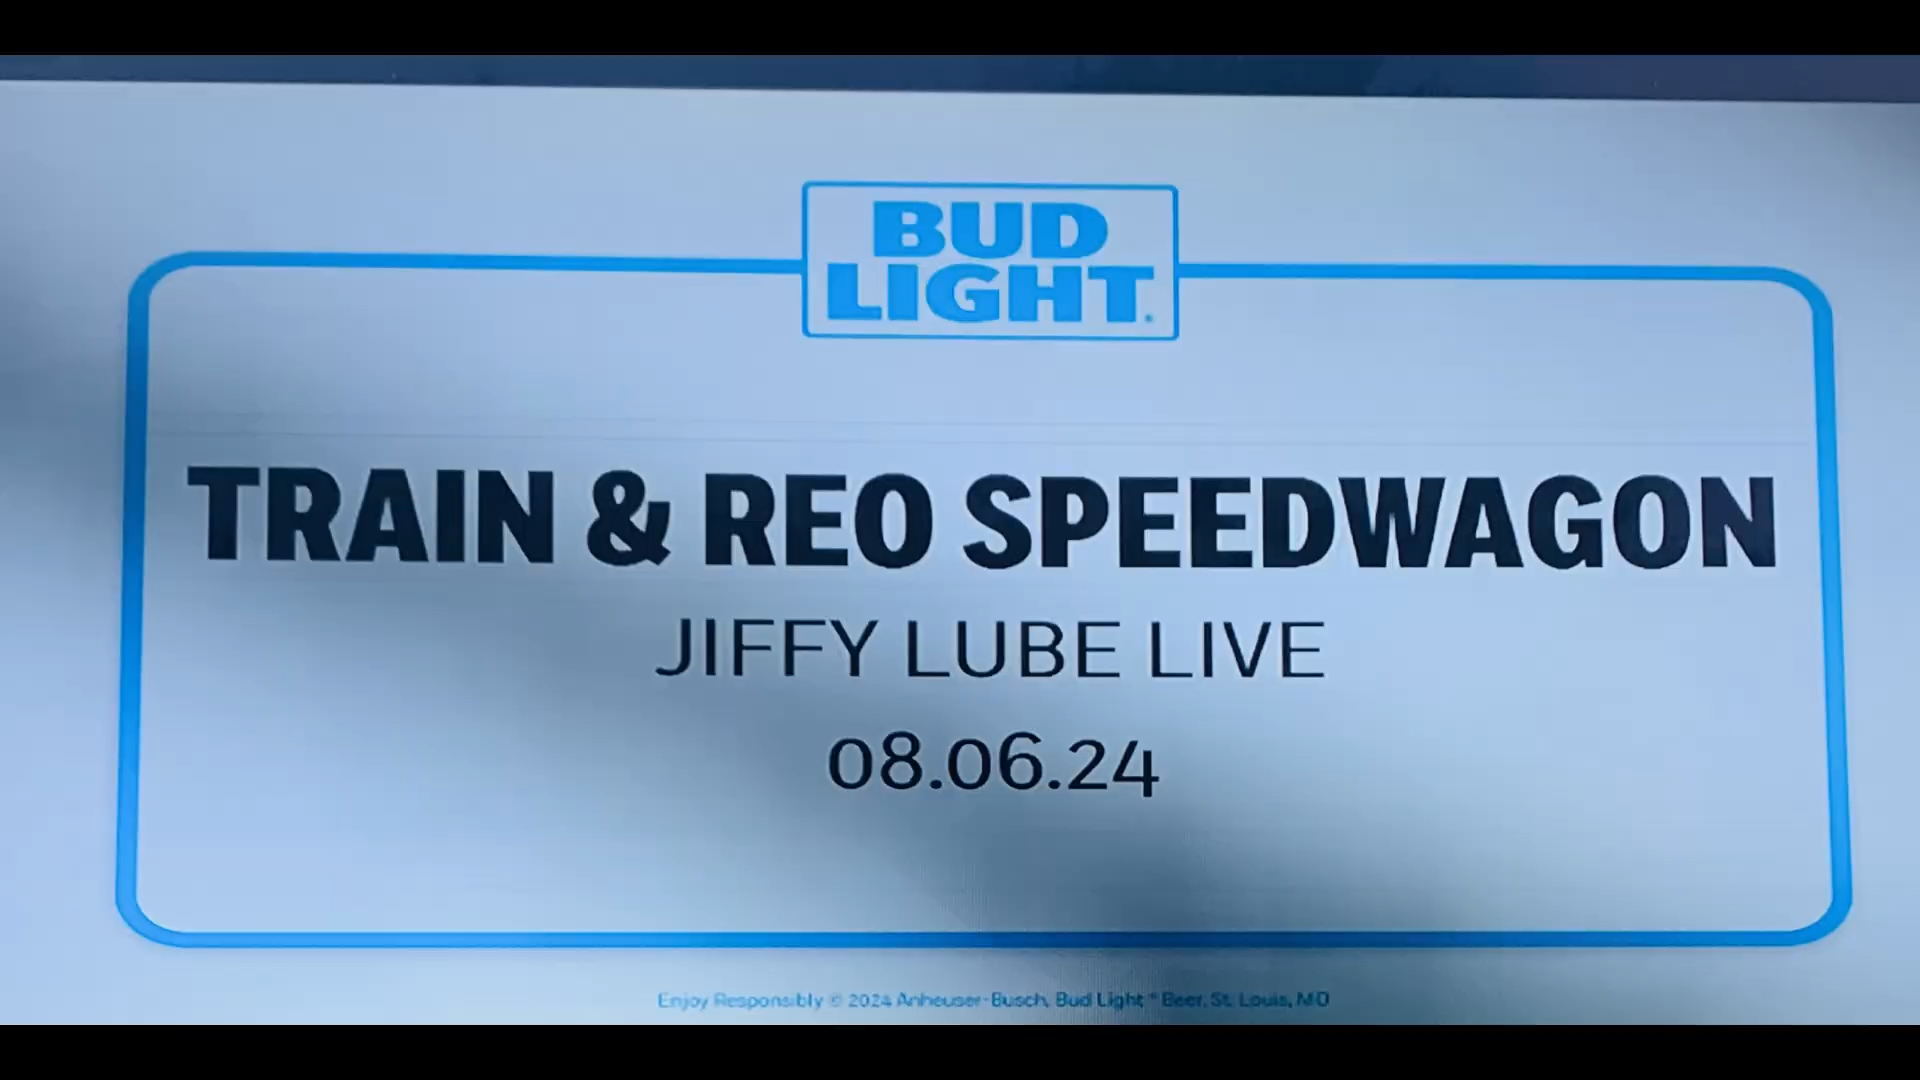 BUD
LIGHT®
TRAIN & REO SPEEDWAGON
JIFFY LUBE LIVE
08.06.24
Enjoy Responsibly © 2024 Anheuser-Busch, Bud Light® Beer, St. Louis, MO